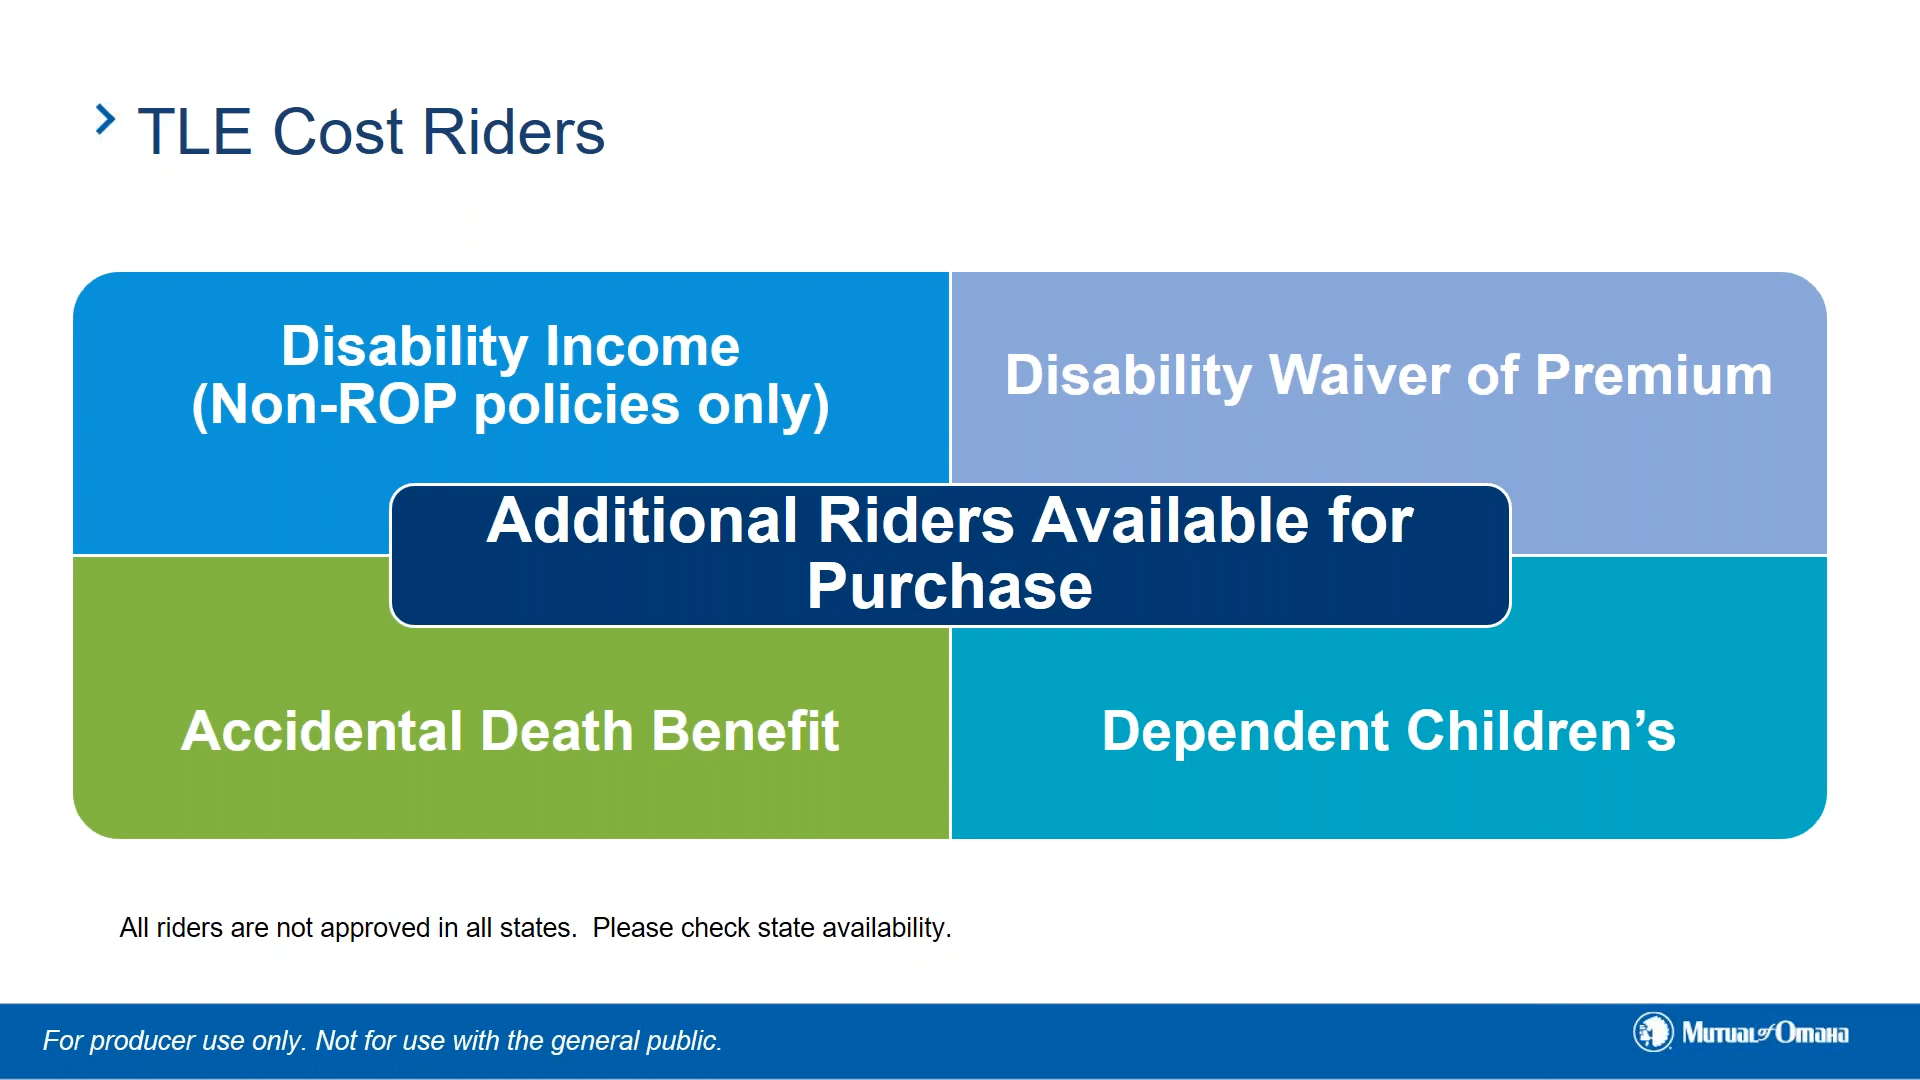 TLE Cost Riders
Disability Income
(Non-ROP policies only)
Disability Waiver of Premium
Additional Riders Available for
Purchase
Accidental Death Benefit
Dependent Children’s
All riders are not approved in all states.  Please check state availability.
For producer use only. Not for use with the general public.
Mutual of Omaha